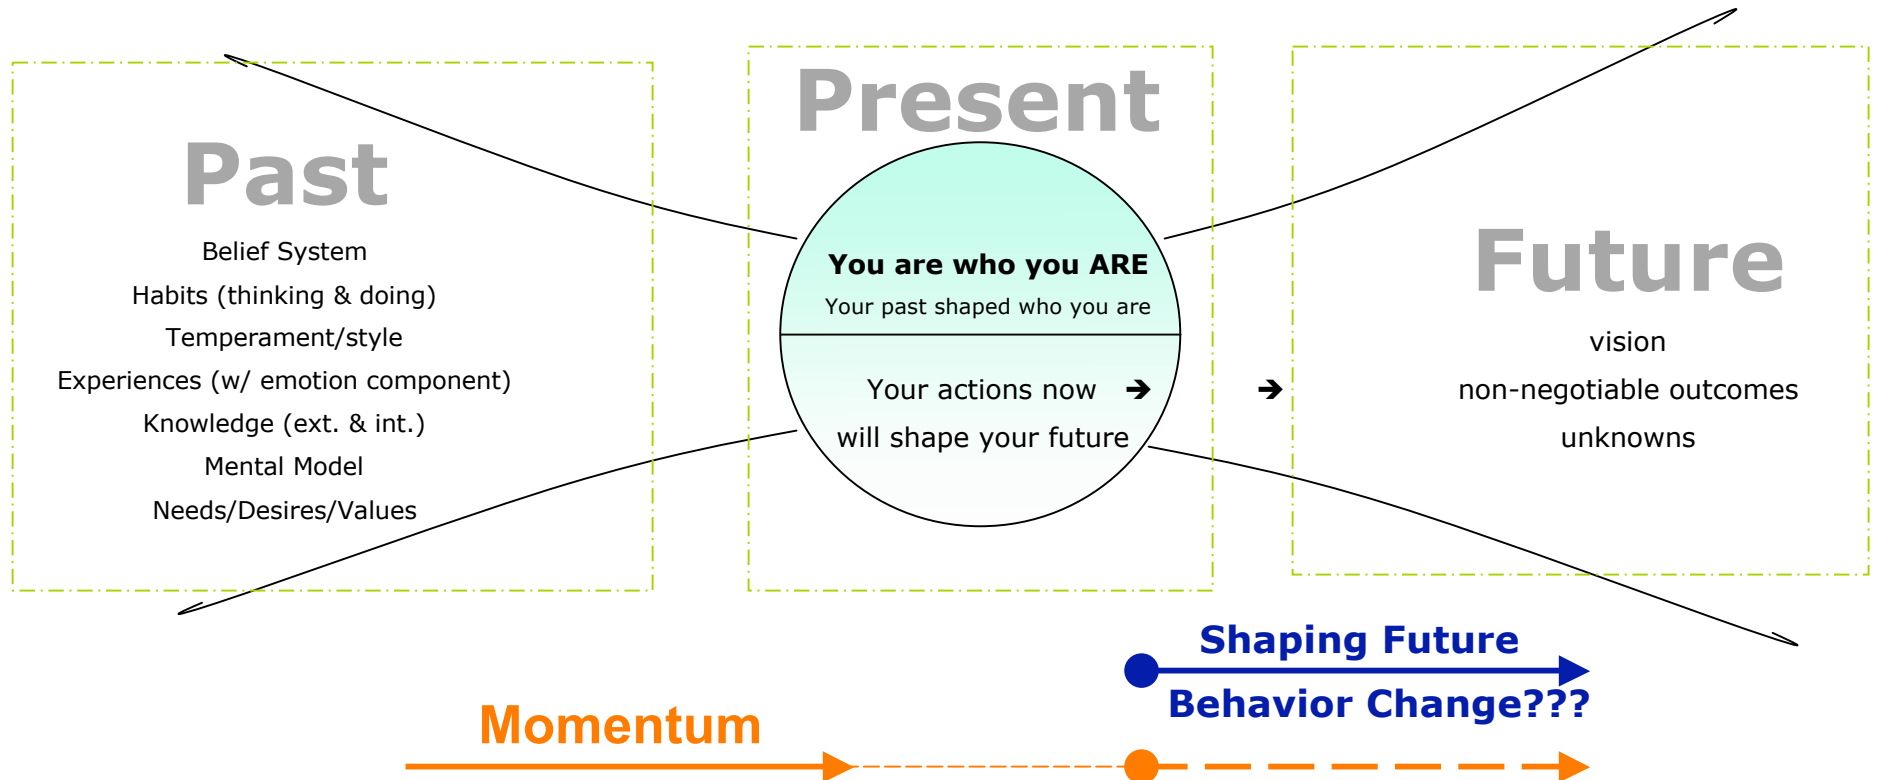 Past
Belief System
Habits (thinking & doing)
Temperament/style
Experiences (w/ emotion component)
Knowledge (ext. & int.)
Mental Model
Needs/Desires/Values
Present
You are who you ARE
Your past shaped who you are
Your actions now ➔ ➔
will shape your future
Future
vision
non-negotiable outcomes
unknowns
Shaping Future
Behavior Change???
Momentum